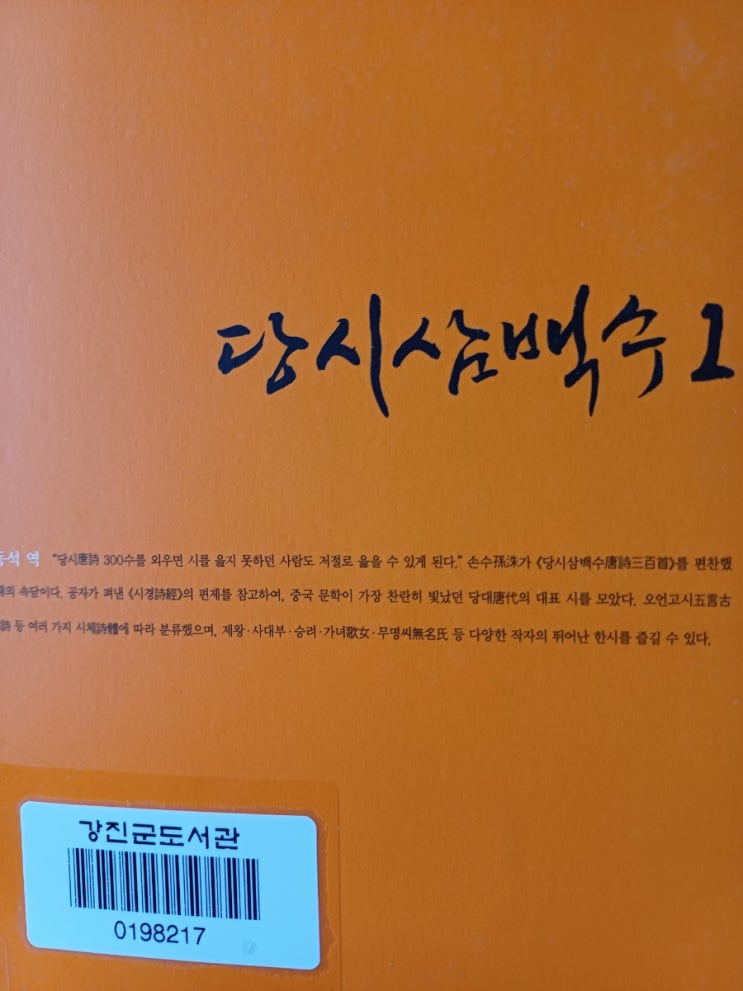 당시삼백수 1
동석 역 "당시唐詩 300수를 외우면 시를 읊지 못하던 사람도 저절로 읊을 수 있게 된다." 손수孫洙가 《당시삼백수唐詩三百首》를 편찬했
의 속담이다. 공자가 펴낸 《시경詩經》의 편제를 참고하여, 중국 문학이 가장 찬란히 빛났던 당대唐代의 대표 시를 모았다. 오언고시五言古
詩 등 여러 가지 시체詩體에 따라 분류했으며, 제왕·사대부·승려·가녀歌女·무명씨無名氏 등 다양한 작자의 뛰어난 한시를 즐길 수 있다.
강진군도서관
0198217